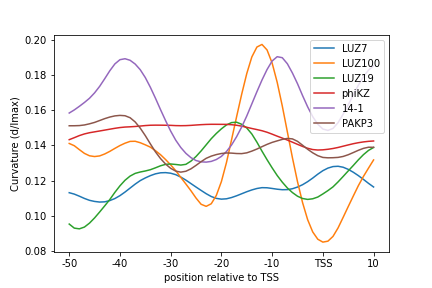 LUZ7
LUZ100
LUZ19
phiKZ
14-1
PAKP3
Curvature (d/lmax)
0.20
0.18
0.16
0.14
0.12
0.10
0.08
-50
-40
-30
-20
-10
TSS
10
position relative to TSS